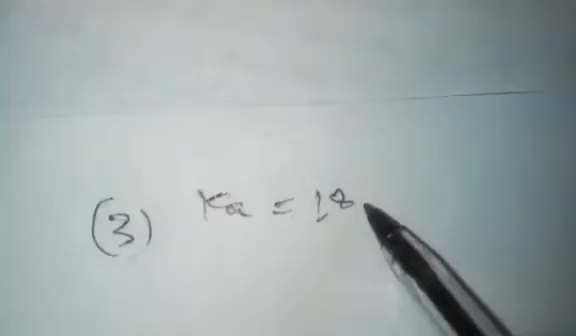 (3) Ka = 18